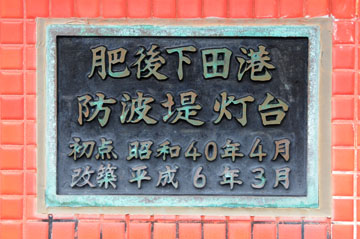 肥後下田港
防波堤灯台
初点 昭和40年4月
改築 平成6年3月